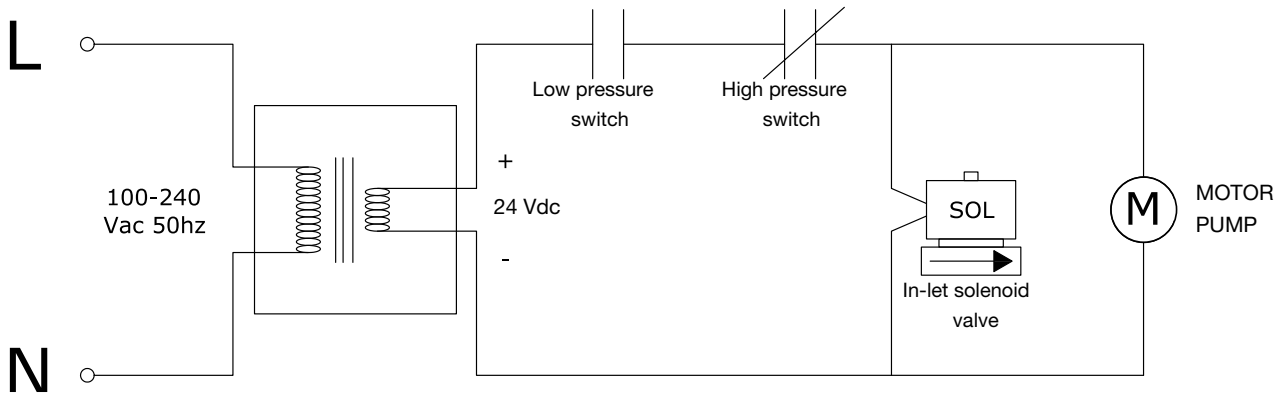 L
Low pressure
switch
High pressure
switch
+
100-240
Vac 50hz
24 Vdc
-
SOL
M
MOTOR
PUMP
In-let solenoid
valve
N